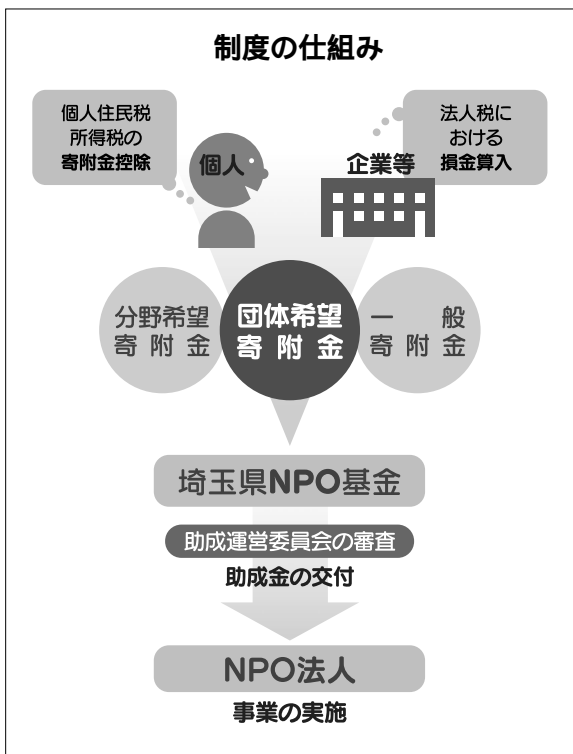 制度の仕組み
個人住民税
所得税の
寄附金控除
個人
企業等
法人税に
おける
損金算入
分野希望
寄附金
団体希望
寄附金
一般
寄附金
埼玉県NPO基金
助成運営委員会の審査
助成金の交付
NPO法人
事業の実施